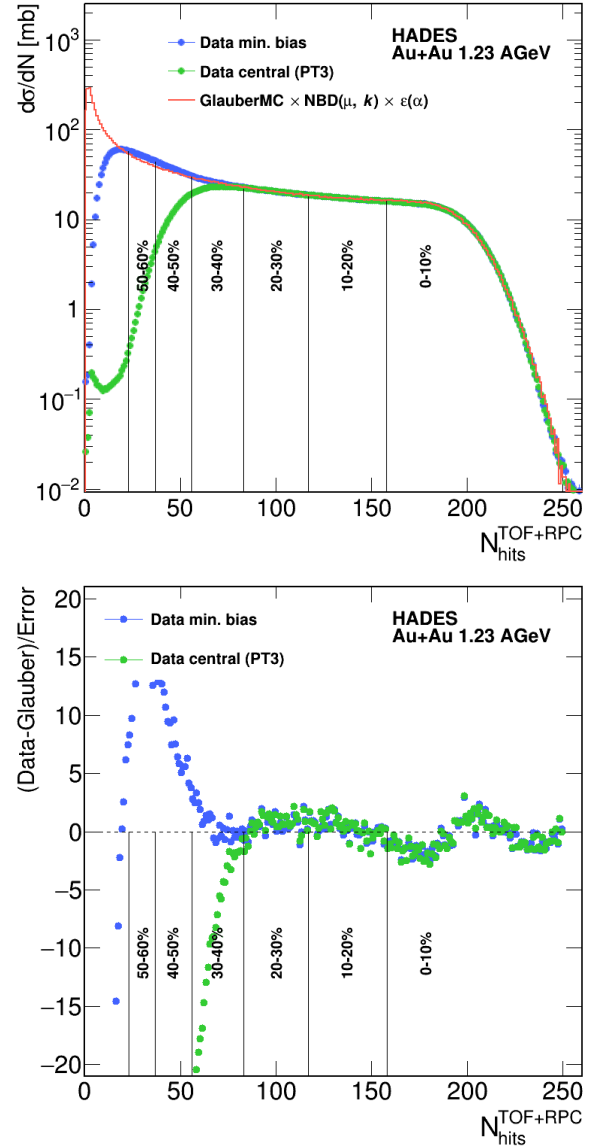 dσ/dN [mb]
HADES
Au+Au 1.23 AGeV
Data min. bias
Data central (PT3)
GlauberMC × NBD(μ, k) × ε(α)
10³
10²
10
1
10⁻¹
10⁻²
50-60%
40-50%
30-40%
20-30%
10-20%
0-10%
0 50 100 150 200 250
N_hits^TOF+RPC
(Data-Glauber)/Error
HADES
Au+Au 1.23 AGeV
Data min. bias
Data central (PT3)
20
15
10
5
0
−5
−10
−15
−20
50-60%
40-50%
30-40%
20-30%
10-20%
0-10%
0 50 100 150 200 250
N_hits^TOF+RPC